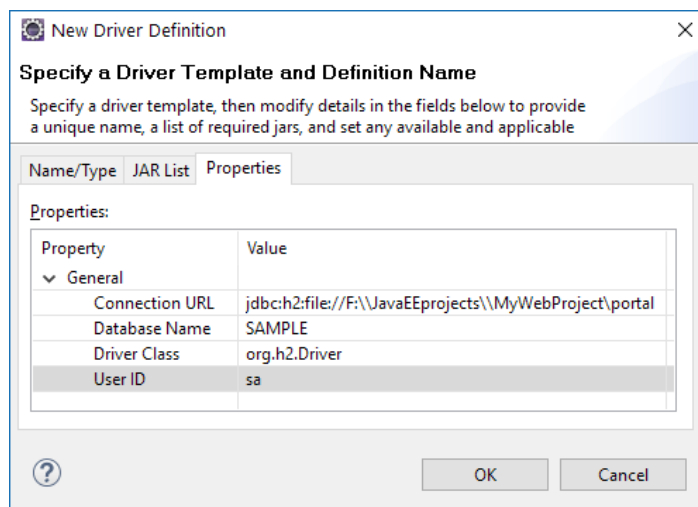 New Driver Definition
Specify a Driver Template and Definition Name
Specify a driver template, then modify details in the fields below to provide
a unique name, a list of required jars, and set any available and applicable
Name/Type JAR List Properties
Properties:
Property Value
General
Connection URL jdbc:h2:file://F:\\JavaEEprojects\\MyWebProject\portal
Database Name SAMPLE
Driver Class org.h2.Driver
User ID sa
?
OK Cancel